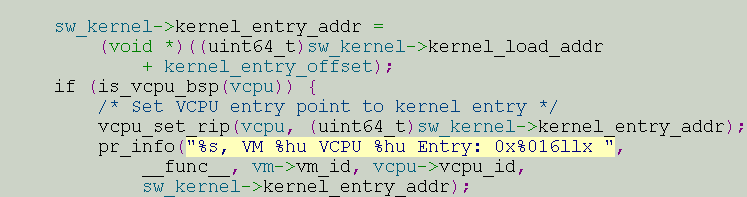 sw_kernel->kernel_entry_addr =
(void *)((uint64_t)sw_kernel->kernel_load_addr
+ kernel_entry_offset);
if (is_vcpu_bsp(vcpu)) {
/* Set VCPU entry point to kernel entry */
vcpu_set_rip(vcpu, (uint64_t)sw_kernel->kernel_entry_addr);
pr_info("%s, VM %hu VCPU %hu Entry: 0x%016llx ",
__func__, vm->vm_id, vcpu->vcpu_id,
sw_kernel->kernel_entry_addr);